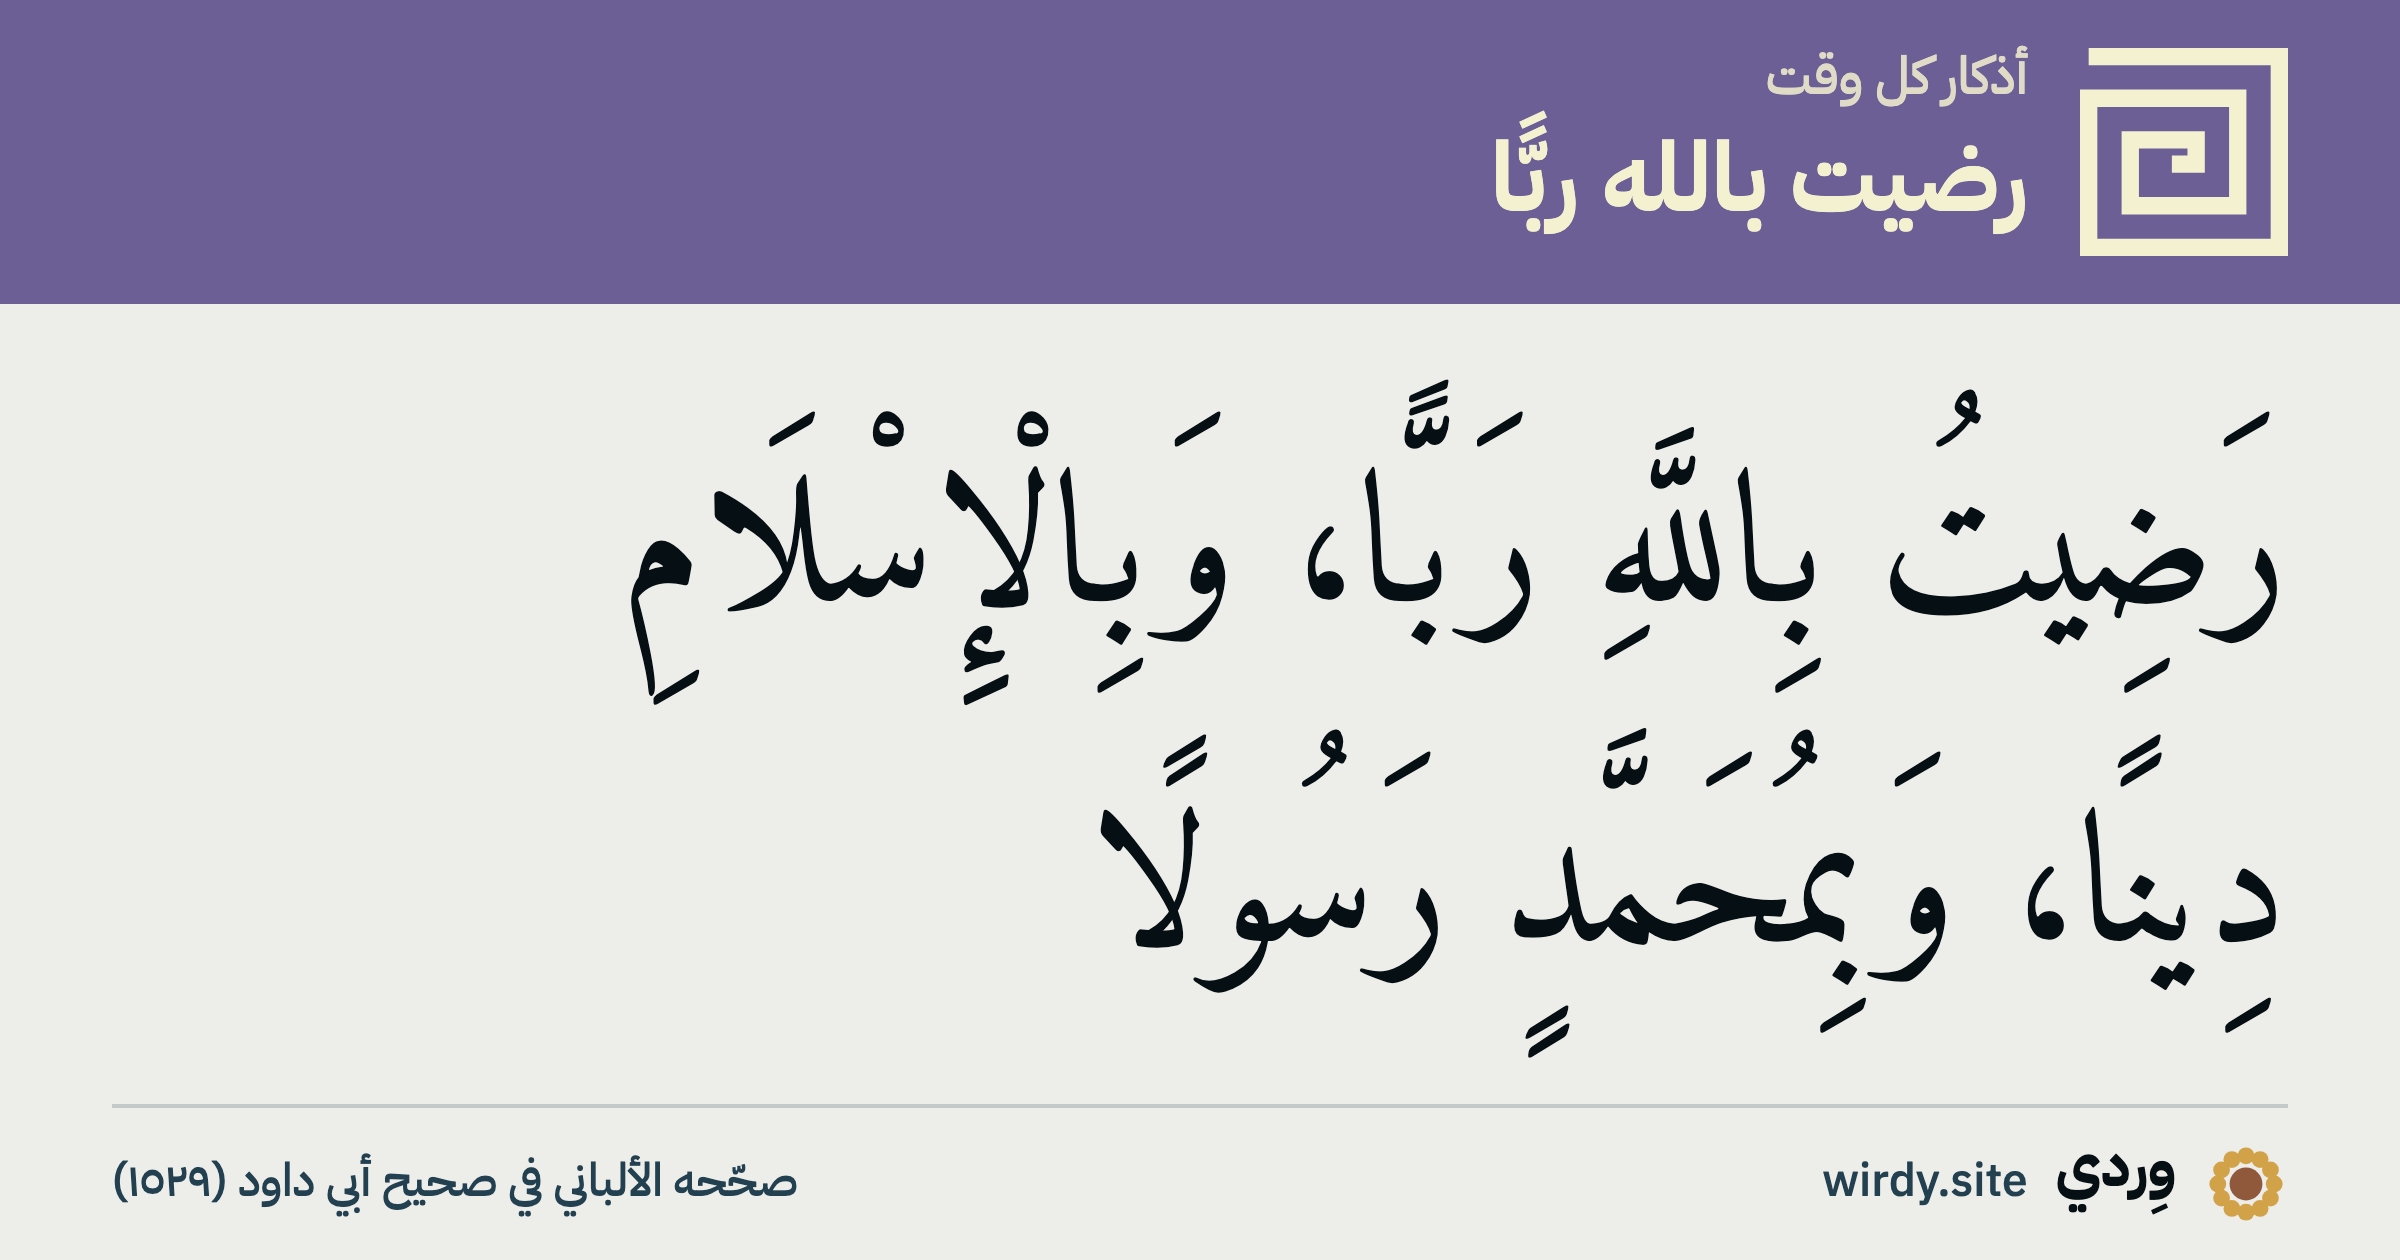 أذكار كل وقت
رضيت بالله ربًّا
رَضِيتُ بِاللَّهِ رَبًّا، وَبِالْإِسْلَامِ
دِينًا، وَبِمُحَمَّدٍ رَسُولًا
وِردي wirdy.site
صحّحه الألباني في صحيح أبي داود (١٥٢٩)